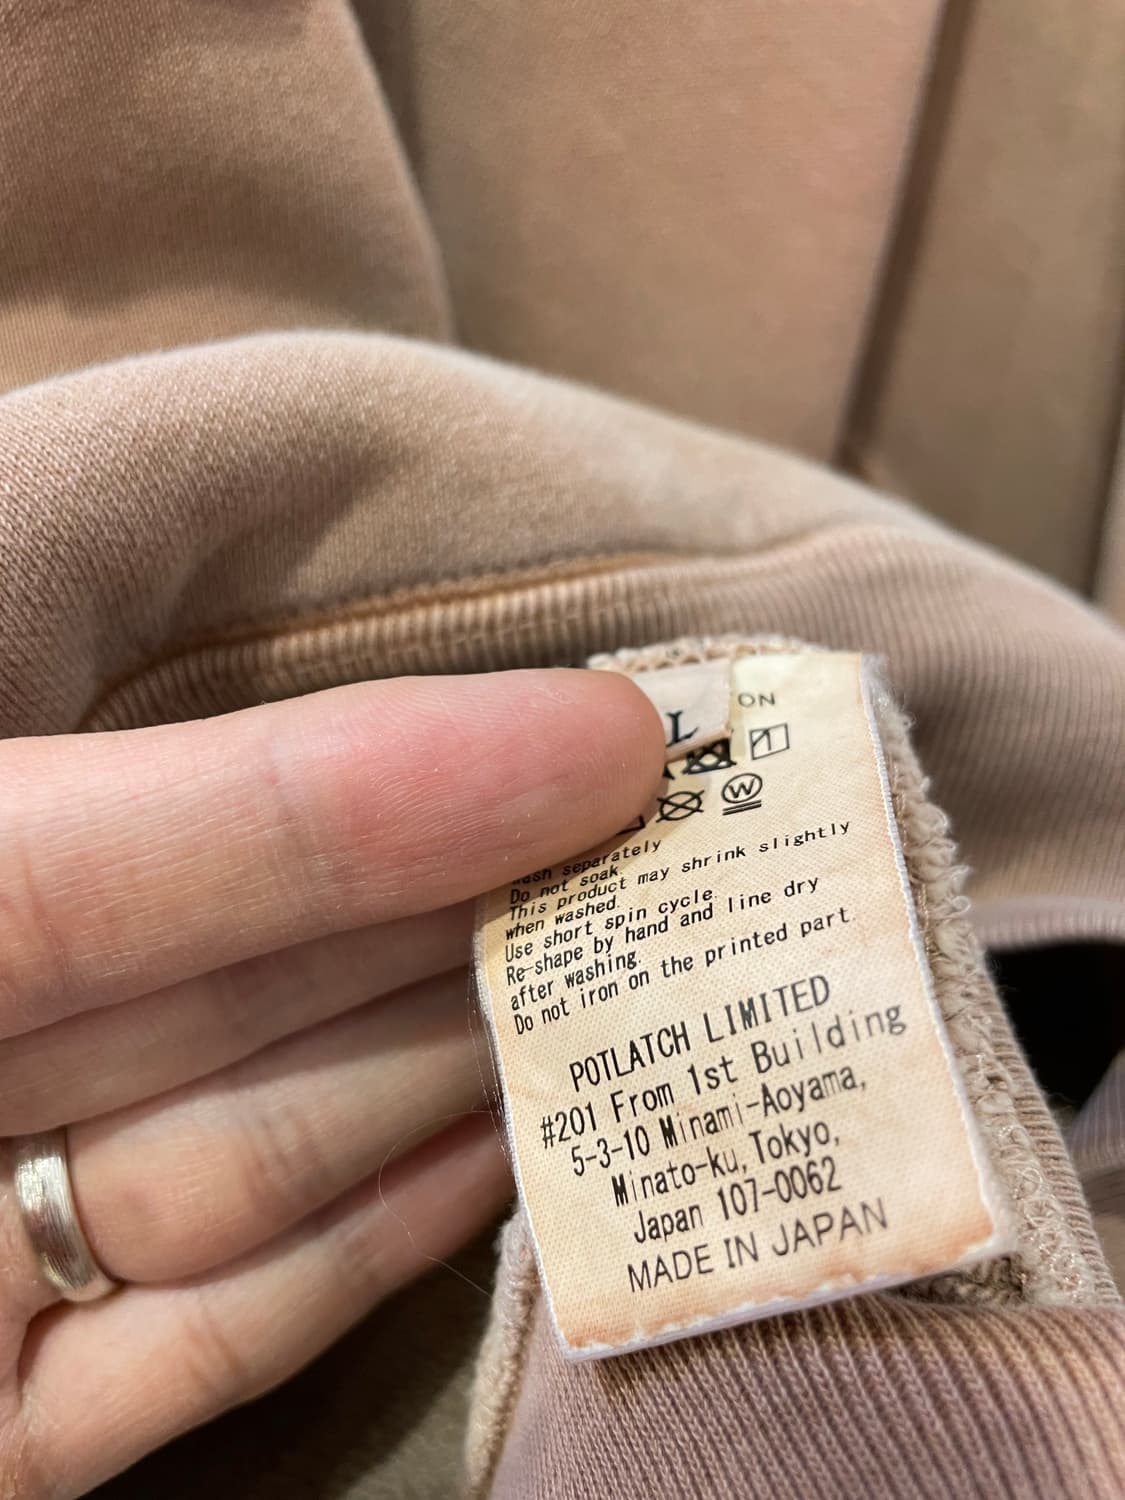 L
ON
W
separately
Do not soak.
This product may shrink slightly
when washed.
Use short spin cycle.
Re-shape by hand and line dry
after washing.
Do not iron on the printed part.
POTLATCH LIMITED
#201 From 1st Building
5-3-10 Minami-Aoyama,
Minato-ku, Tokyo,
Japan 107-0062
MADE IN JAPAN